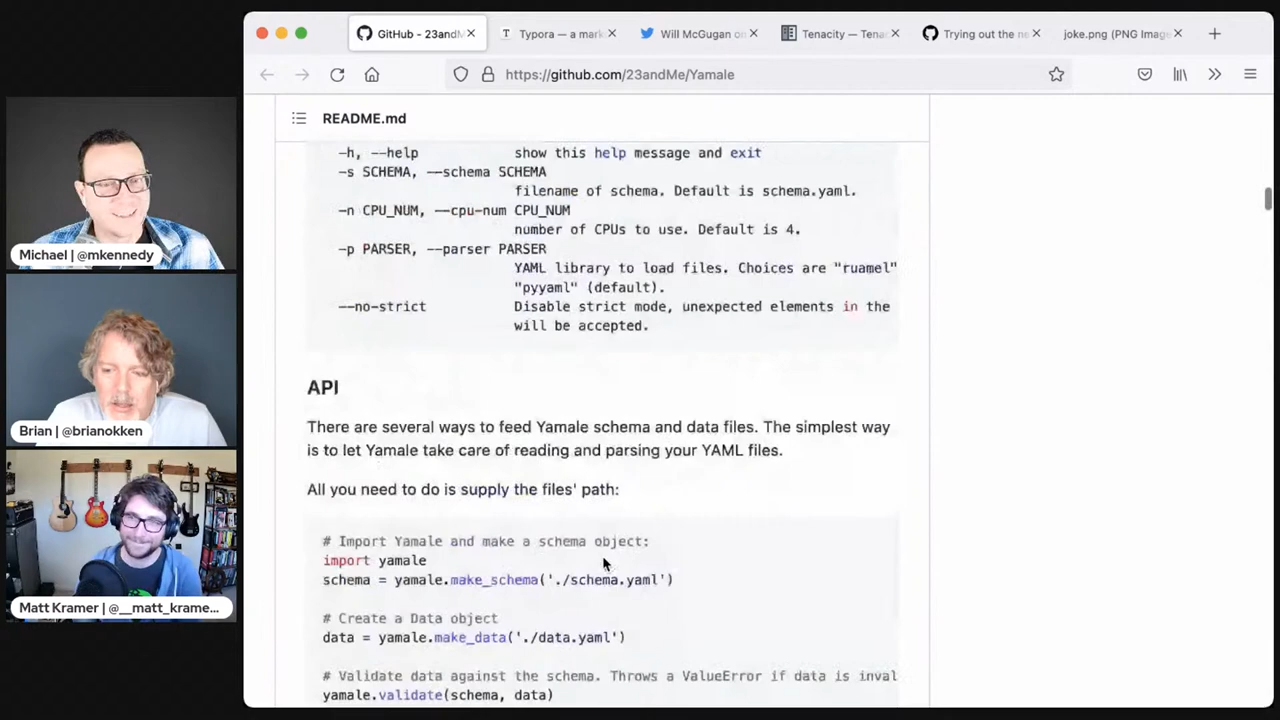 GitHub - 23andM
Typora — a mark
Will McGugan on
Tenacity — Tena
Trying out the ne
joke.png (PNG Imag
https://github.com/23andMe/Yamale
README.md
-h, --help show this help message and exit
-s SCHEMA, --schema SCHEMA
filename of schema. Default is schema.yaml.
-n CPU_NUM, --cpu-num CPU_NUM
number of CPUs to use. Default is 4.
-p PARSER, --parser PARSER
YAML library to load files. Choices are "ruamel"
"pyyaml" (default).
--no-strict Disable strict mode, unexpected elements in the
will be accepted.
API
There are several ways to feed Yamale schema and data files. The simplest way
is to let Yamale take care of reading and parsing your YAML files.
All you need to do is supply the files' path:
# Import Yamale and make a schema object:
import yamale
schema = yamale.make_schema('./schema.yaml')
# Create a Data object
data = yamale.make_data('./data.yaml')
# Validate data against the schema. Throws a ValueError if data is inval
yamale.validate(schema, data)
Michael | @mkennedy
Brian | @brianokken
Matt Kramer | @__matt_krame...